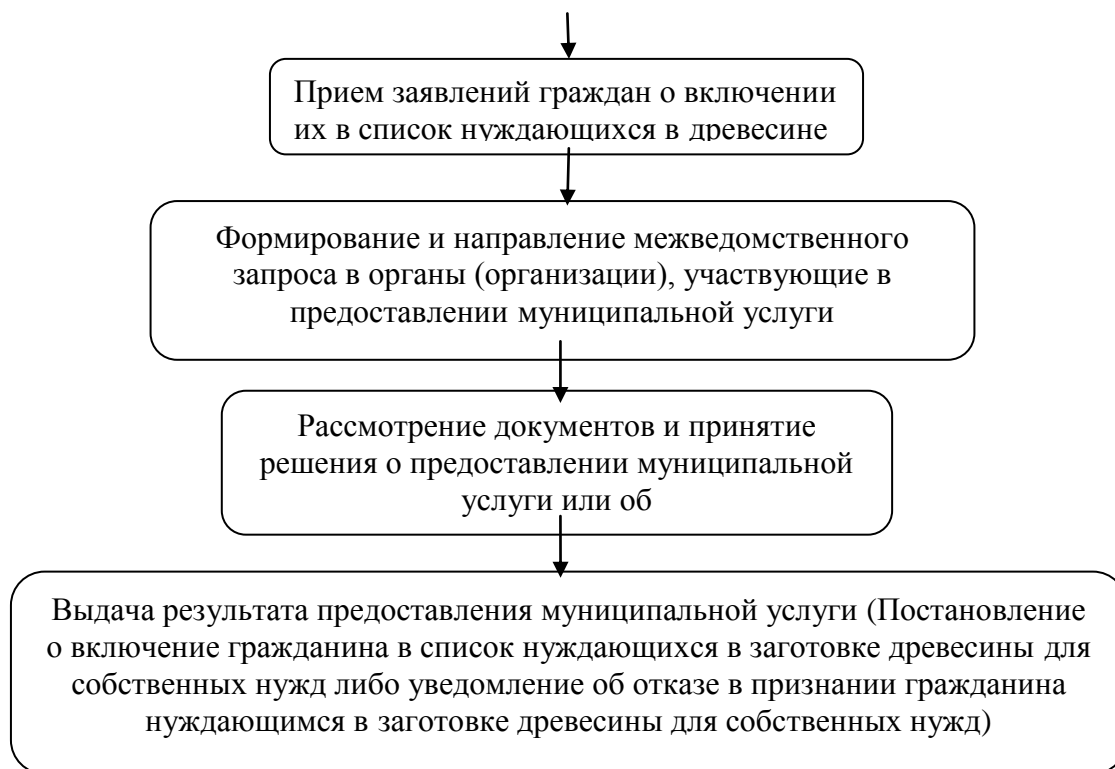 Прием заявлений граждан о включении
их в список нуждающихся в древесине
Формирование и направление межведомственного
запроса в органы (организации), участвующие в
предоставлении муниципальной услуги
Рассмотрение документов и принятие
решения о предоставлении муниципальной
услуги или об
Выдача результата предоставления муниципальной услуги (Постановление
о включение гражданина в список нуждающихся в заготовке древесины для
собственных нужд либо уведомление об отказе в признании гражданина
нуждающимся в заготовке древесины для собственных нужд)